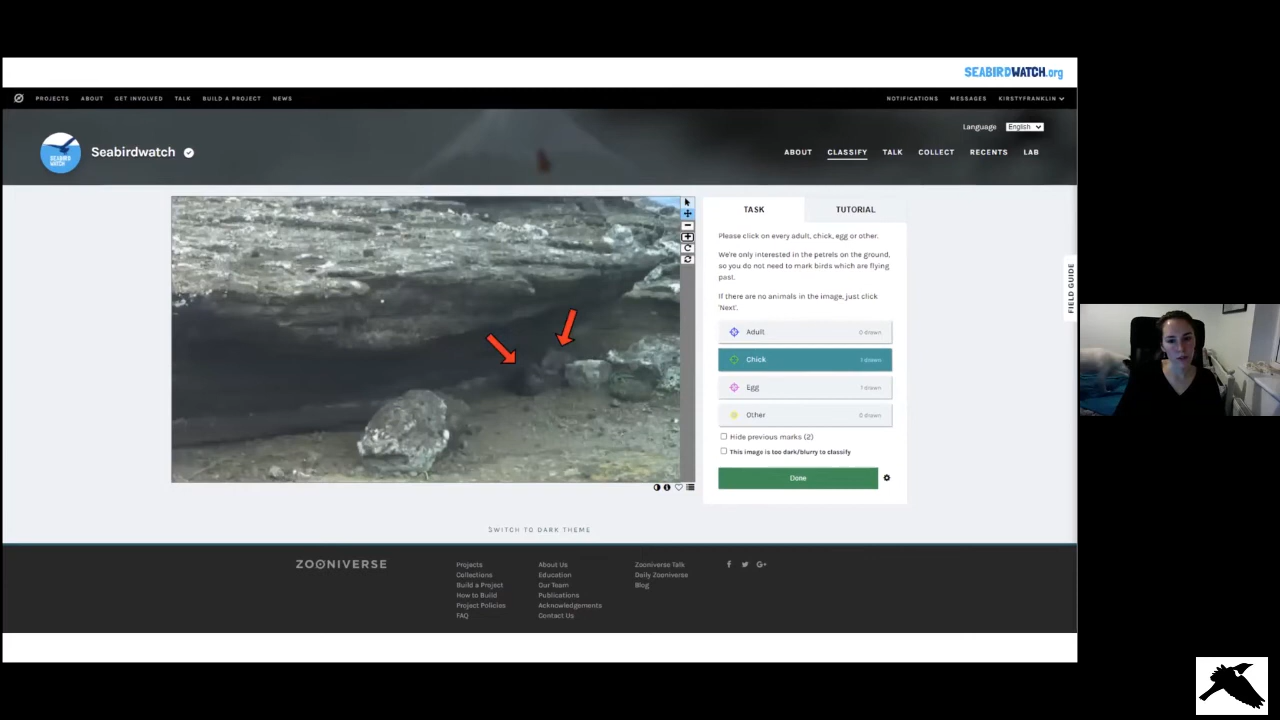 SEABIRDWATCH.org
PROJECTS ABOUT GET INVOLVED TALK BUILD A PROJECT NEWS NOTIFICATIONS MESSAGES KIRSTYFRANKLIN
Language English
SEABIRD WATCH
Seabirdwatch
ABOUT CLASSIFY TALK COLLECT RECENTS LAB
TASK TUTORIAL
Please click on every adult, chick, egg or other.
We're only interested in the petrels on the ground,
so you do not need to mark birds which are flying
past.
If there are no animals in the image, just click
'Next'.
Adult 0 drawn
Chick 1 drawn
Egg 1 drawn
Other 0 drawn
Hide previous marks (2)
This image is too dark/blurry to classify
Done
FIELD GUIDE
SWITCH TO DARK THEME
ZOONIVERSE
Projects
Collections
Build a Project
How to Build
Project Policies
FAQ
About Us
Education
Our Team
Publications
Acknowledgements
Contact Us
Zooniverse Talk
Daily Zooniverse
Blog